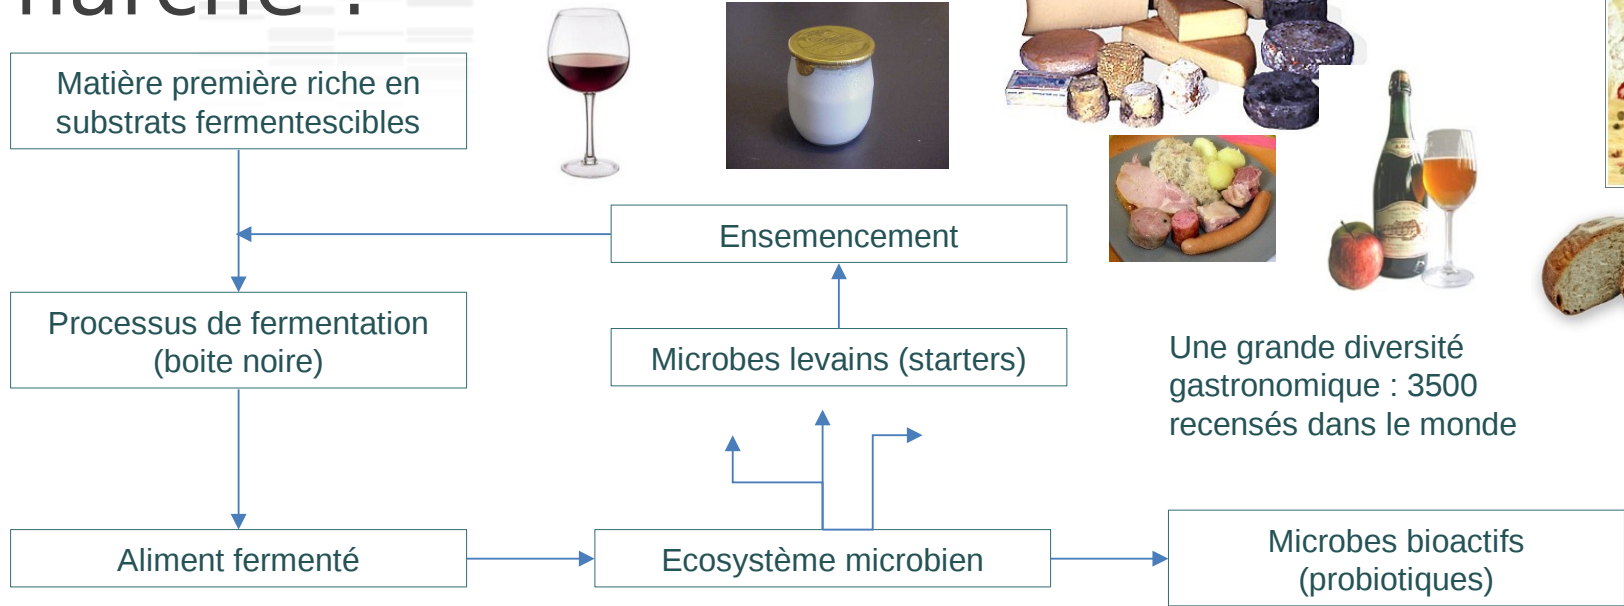 Matière première riche en
substrats fermentescibles
Ensemencement
Processus de fermentation
(boite noire)
Microbes levains (starters)
Une grande diversité
gastronomique : 3500
recensés dans le monde
Aliment fermenté
Ecosystème microbien
Microbes bioactifs
(probiotiques)